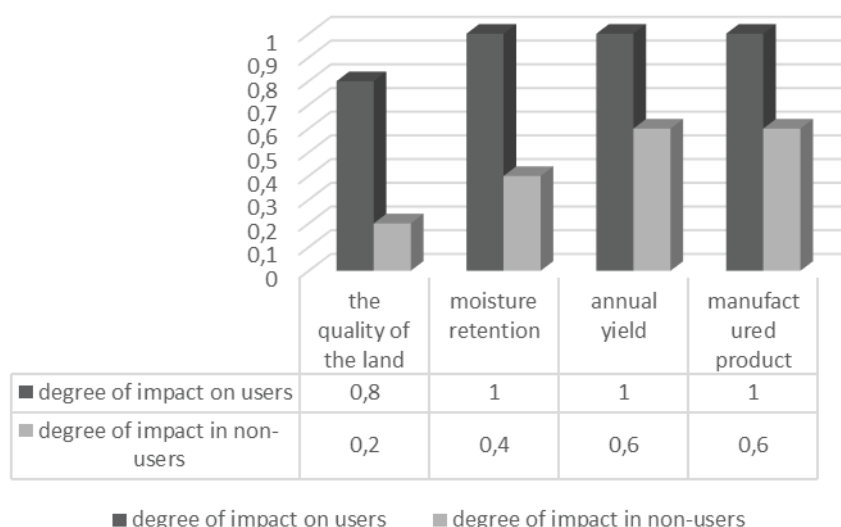 1
0,9
0,8
0,7
0,6
0,5
0,4
0,3
0,2
0,1
0
the
quality of
the land
moisture
retention
annual
yield
manufact
ured
product
degree of impact on users 0,8 1 1 1
degree of impact in non-
users
0,2 0,4 0,6 0,6
degree of impact on users degree of impact in non-users